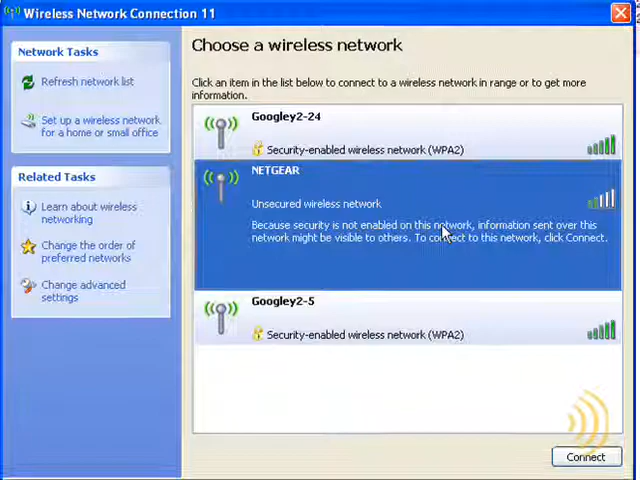 Wireless Network Connection 11
Network Tasks
Refresh network list
Set up a wireless network
for a home or small office
Related Tasks
Learn about wireless
networking
Change the order of
preferred networks
Change advanced
settings
Choose a wireless network
Click an item in the list below to connect to a wireless network in range or to get more
information.
Googley2-24
Security-enabled wireless network (WPA2)
NETGEAR
Unsecured wireless network
Because security is not enabled on this network, information sent over this
network might be visible to others. To connect to this network, click Connect.
Googley2-5
Security-enabled wireless network (WPA2)
Connect